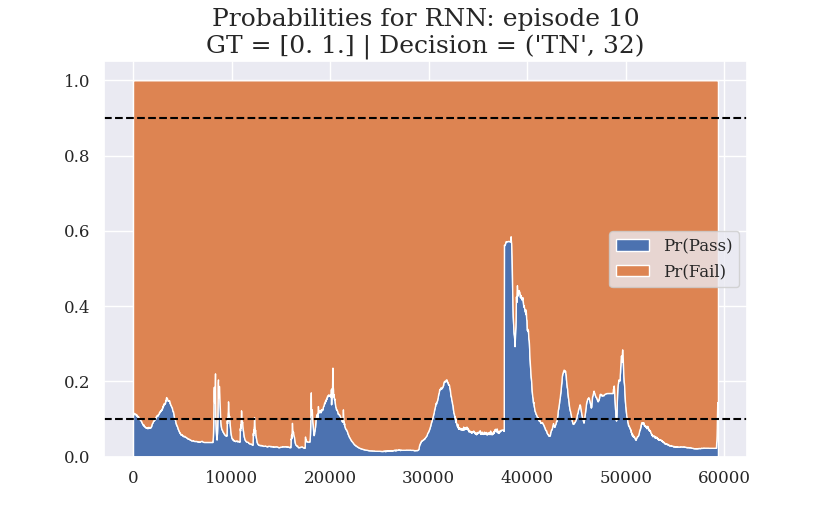 Probabilities for RNN: episode 10
GT = [0. 1.] | Decision = ('TN', 32)
1.0
0.8
0.6
0.4
0.2
0.0
Pr(Pass)
Pr(Fail)
0 10000 20000 30000 40000 50000 60000